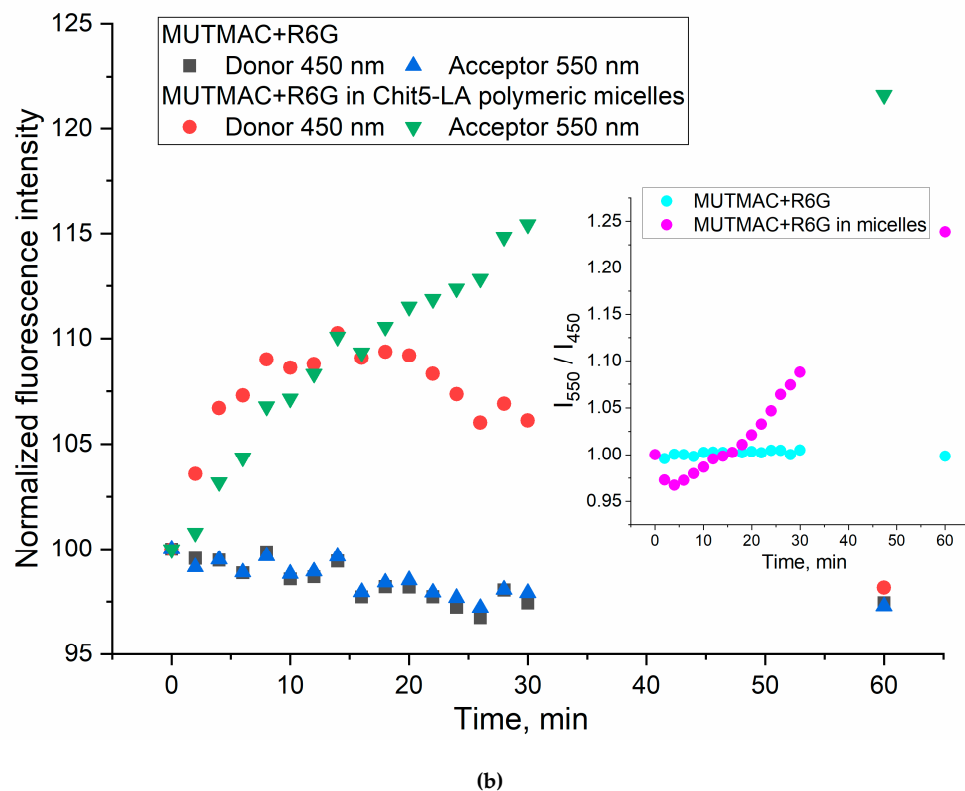 125
120
115
110
105
100
95
Normalized fluorescence intensity
MUTMAC+R6G
Donor 450 nm Acceptor 550 nm
MUTMAC+R6G in Chit5-LA polymeric micelles
Donor 450 nm Acceptor 550 nm
MUTMAC+R6G
MUTMAC+R6G in micelles
1.25
1.20
1.15
1.10
1.05
1.00
0.95
I550 / I450
0 10 20 30 40 50 60
Time, min
0 10 20 30 40 50 60
Time, min
(b)